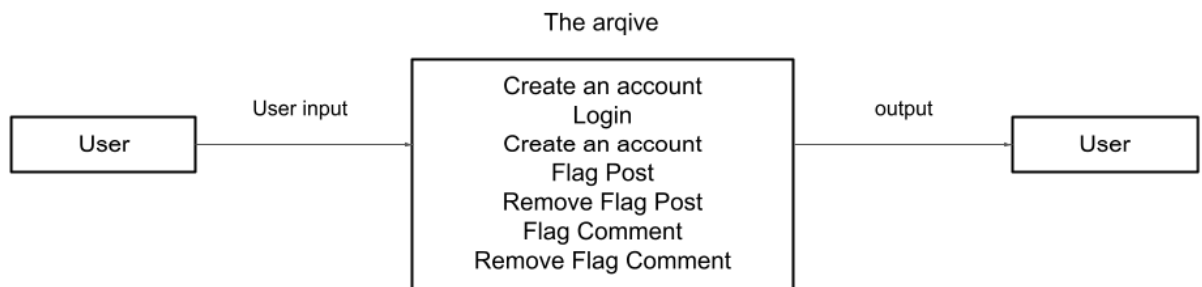 The arqive
User
User input
Create an account
Login
Create an account
Flag Post
Remove Flag Post
Flag Comment
Remove Flag Comment
output
User